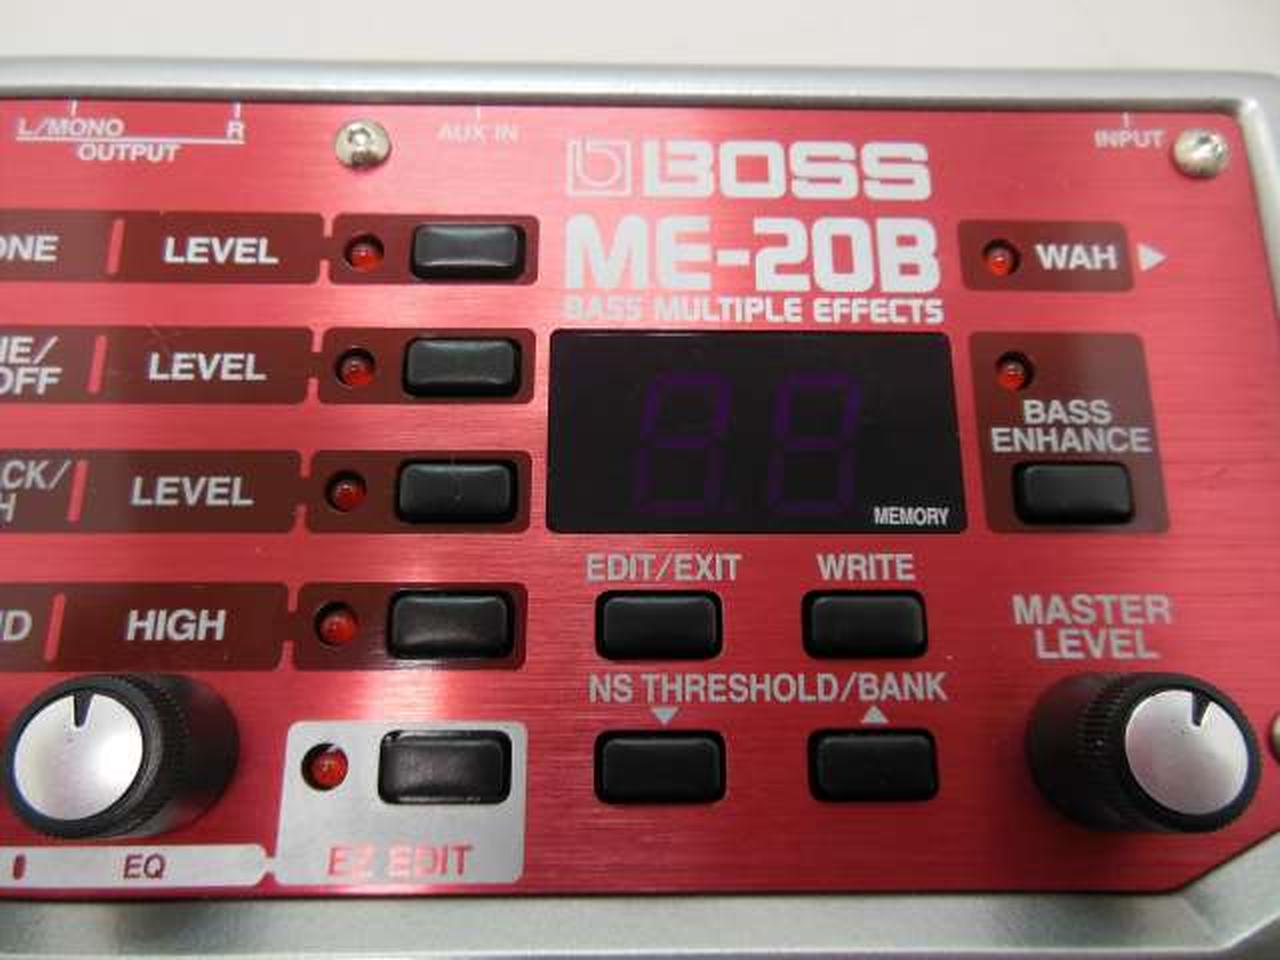 L/MONO R
OUTPUT
AUX IN
INPUT
BOSS
ME-20B
BASS MULTIPLE EFFECTS
LEVEL
WAH
LEVEL
BASS
ENHANCE
LEVEL
MEMORY
EDIT/EXIT WRITE
HIGH
MASTER
LEVEL
NS THRESHOLD/BANK
EQ
EZ EDIT